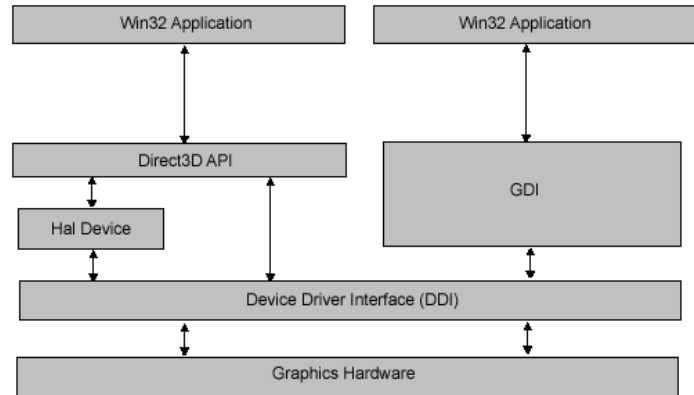 Win32 Application
Win32 Application
Direct3D API
GDI
Hal Device
Device Driver Interface (DDI)
Graphics Hardware